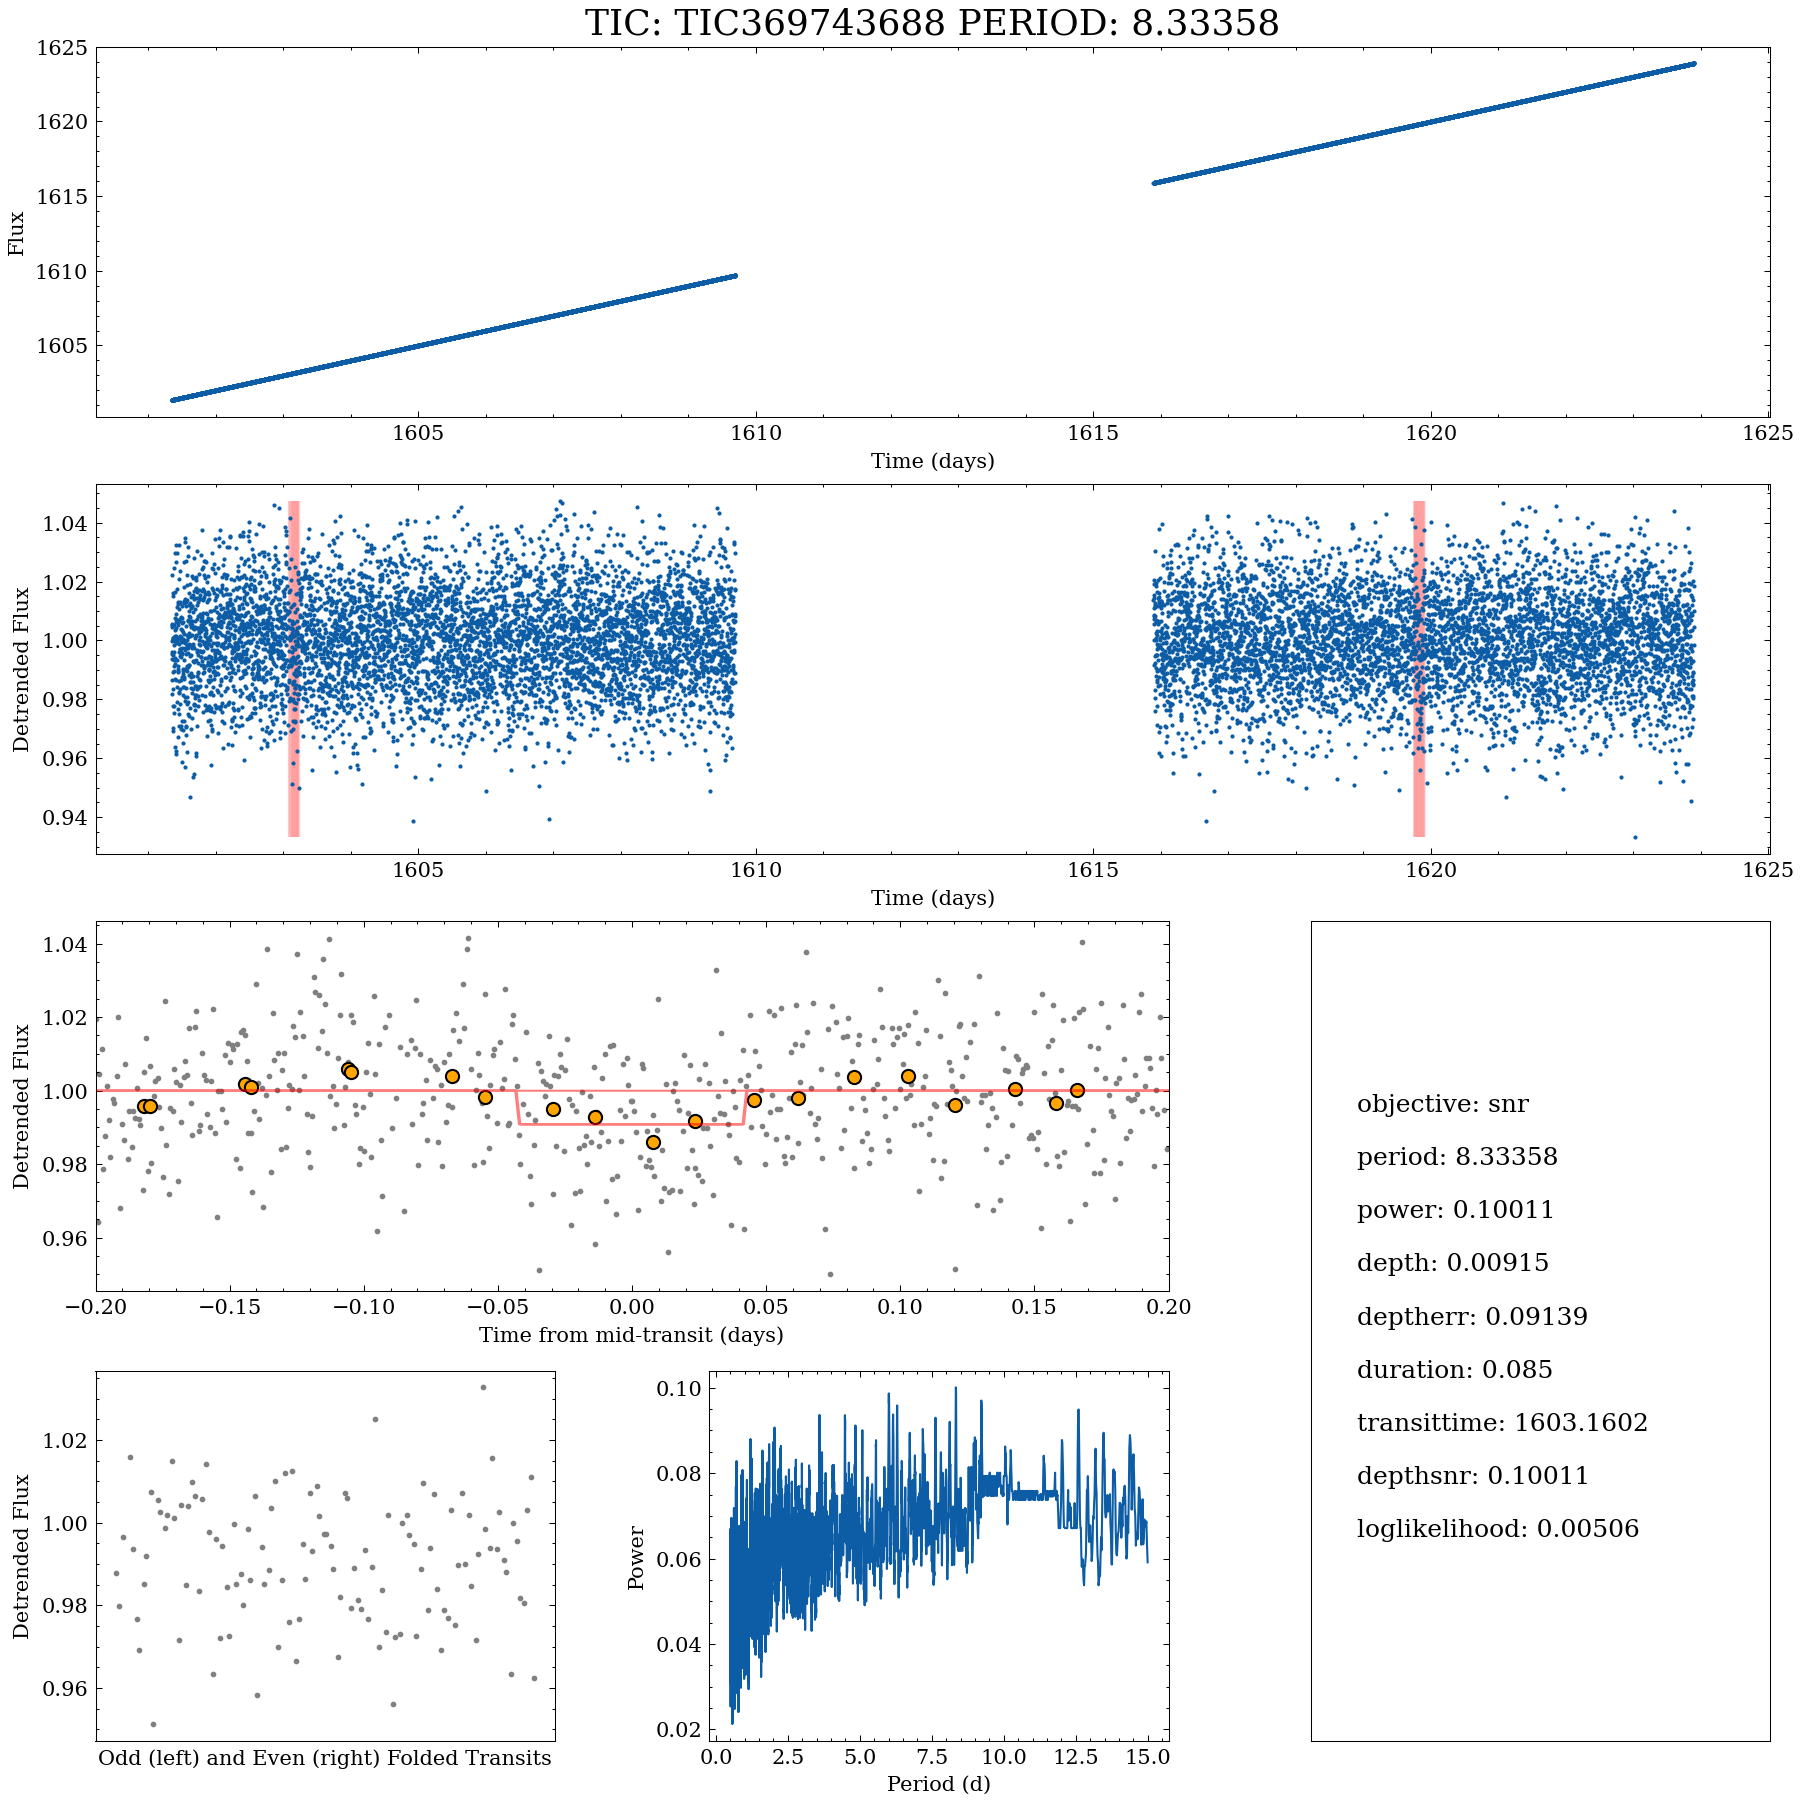 TIC: TIC369743688 PERIOD: 8.33358
1625
1620
1615
1610
1605
Flux
1605 1610 1615 1620 1625
Time (days)
1.04
1.02
1.00
0.98
0.96
0.94
Detrended Flux
1605 1610 1615 1620 1625
Time (days)
1.04
1.02
1.00
0.98
0.96
Detrended Flux
−0.20 −0.15 −0.10 −0.05 0.00 0.05 0.10 0.15 0.20
Time from mid-transit (days)
objective: snr
period: 8.33358
power: 0.10011
depth: 0.00915
deptherr: 0.09139
duration: 0.085
transittime: 1603.1602
depthsnr: 0.10011
loglikelihood: 0.00506
1.02
1.00
0.98
0.96
Detrended Flux
Odd (left) and Even (right) Folded Transits
0.10
0.08
0.06
0.04
0.02
Power
0.0 2.5 5.0 7.5 10.0 12.5 15.0
Period (d)